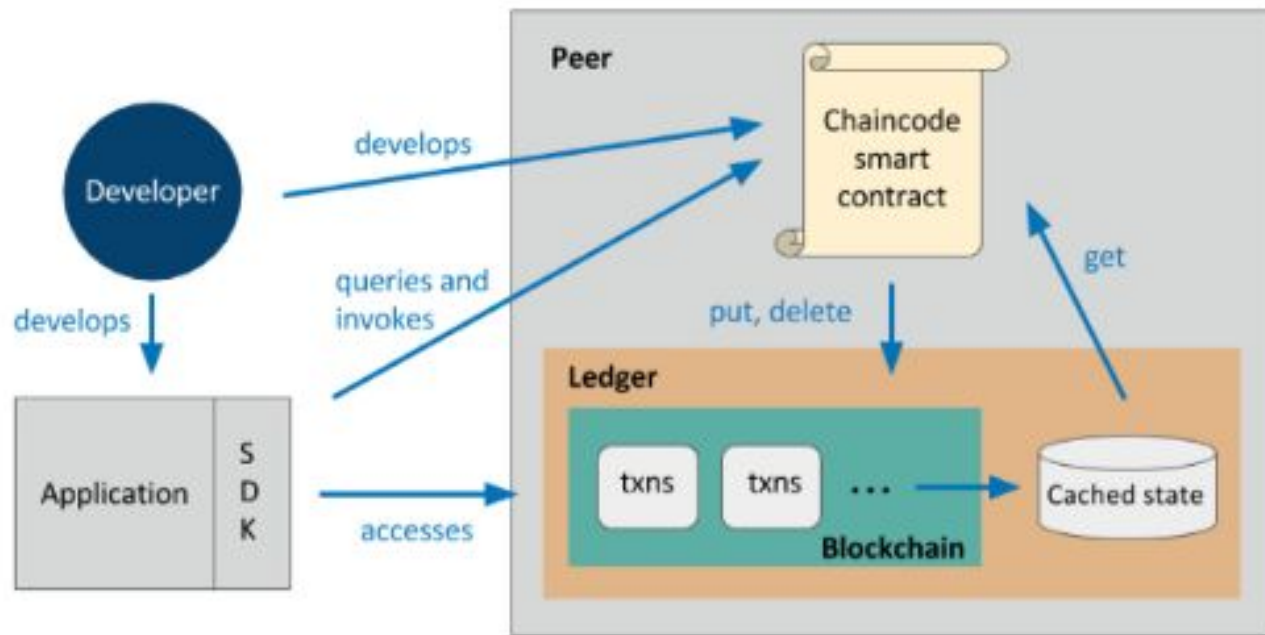 Peer
Chaincode
smart
contract
develops
Developer
queries and
invokes
get
develops
put, delete
Ledger
S
D
K
Application
txns
txns
...
Cached state
accesses
Blockchain